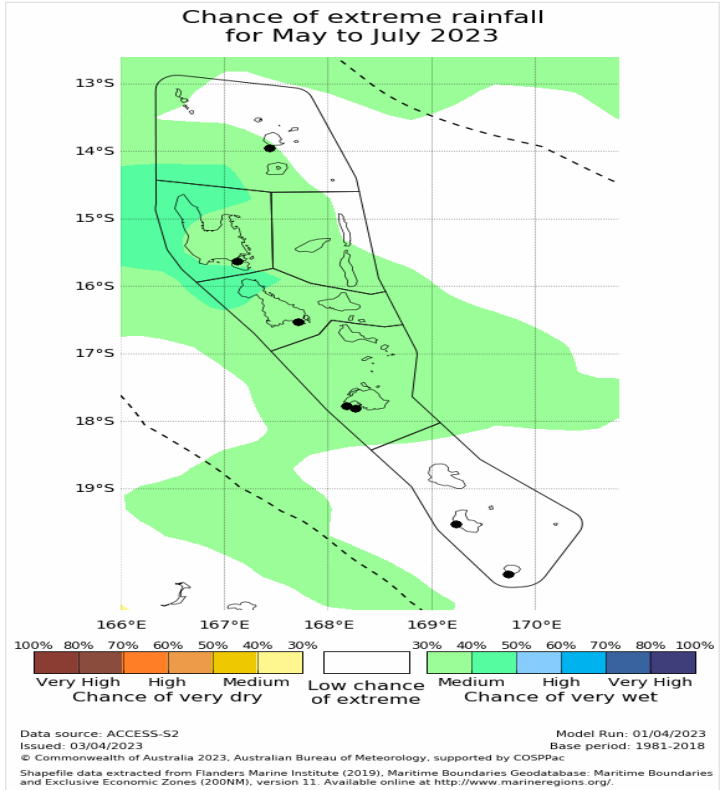 Chance of extreme rainfall
for May to July 2023
13°S
14°S
15°S
16°S
17°S
18°S
19°S
166°E 167°E 168°E 169°E 170°E
100% 80% 70% 60% 50% 40% 30% 30% 40% 50% 60% 70% 80% 100%
Very High High Medium Low chance Medium High Very High
Chance of very dry of extreme Chance of very wet
Data source: ACCESS-S2 Model Run: 01/04/2023
Issued: 03/04/2023 Base period: 1981-2018
© Commonwealth of Australia 2023, Australian Bureau of Meteorology, supported by COSPPac
Shapefile data extracted from Flanders Marine Institute (2019), Maritime Boundaries Geodatabase: Maritime Boundaries
and Exclusive Economic Zones (200NM), version 11. Available online at http://www.marineregions.org/.